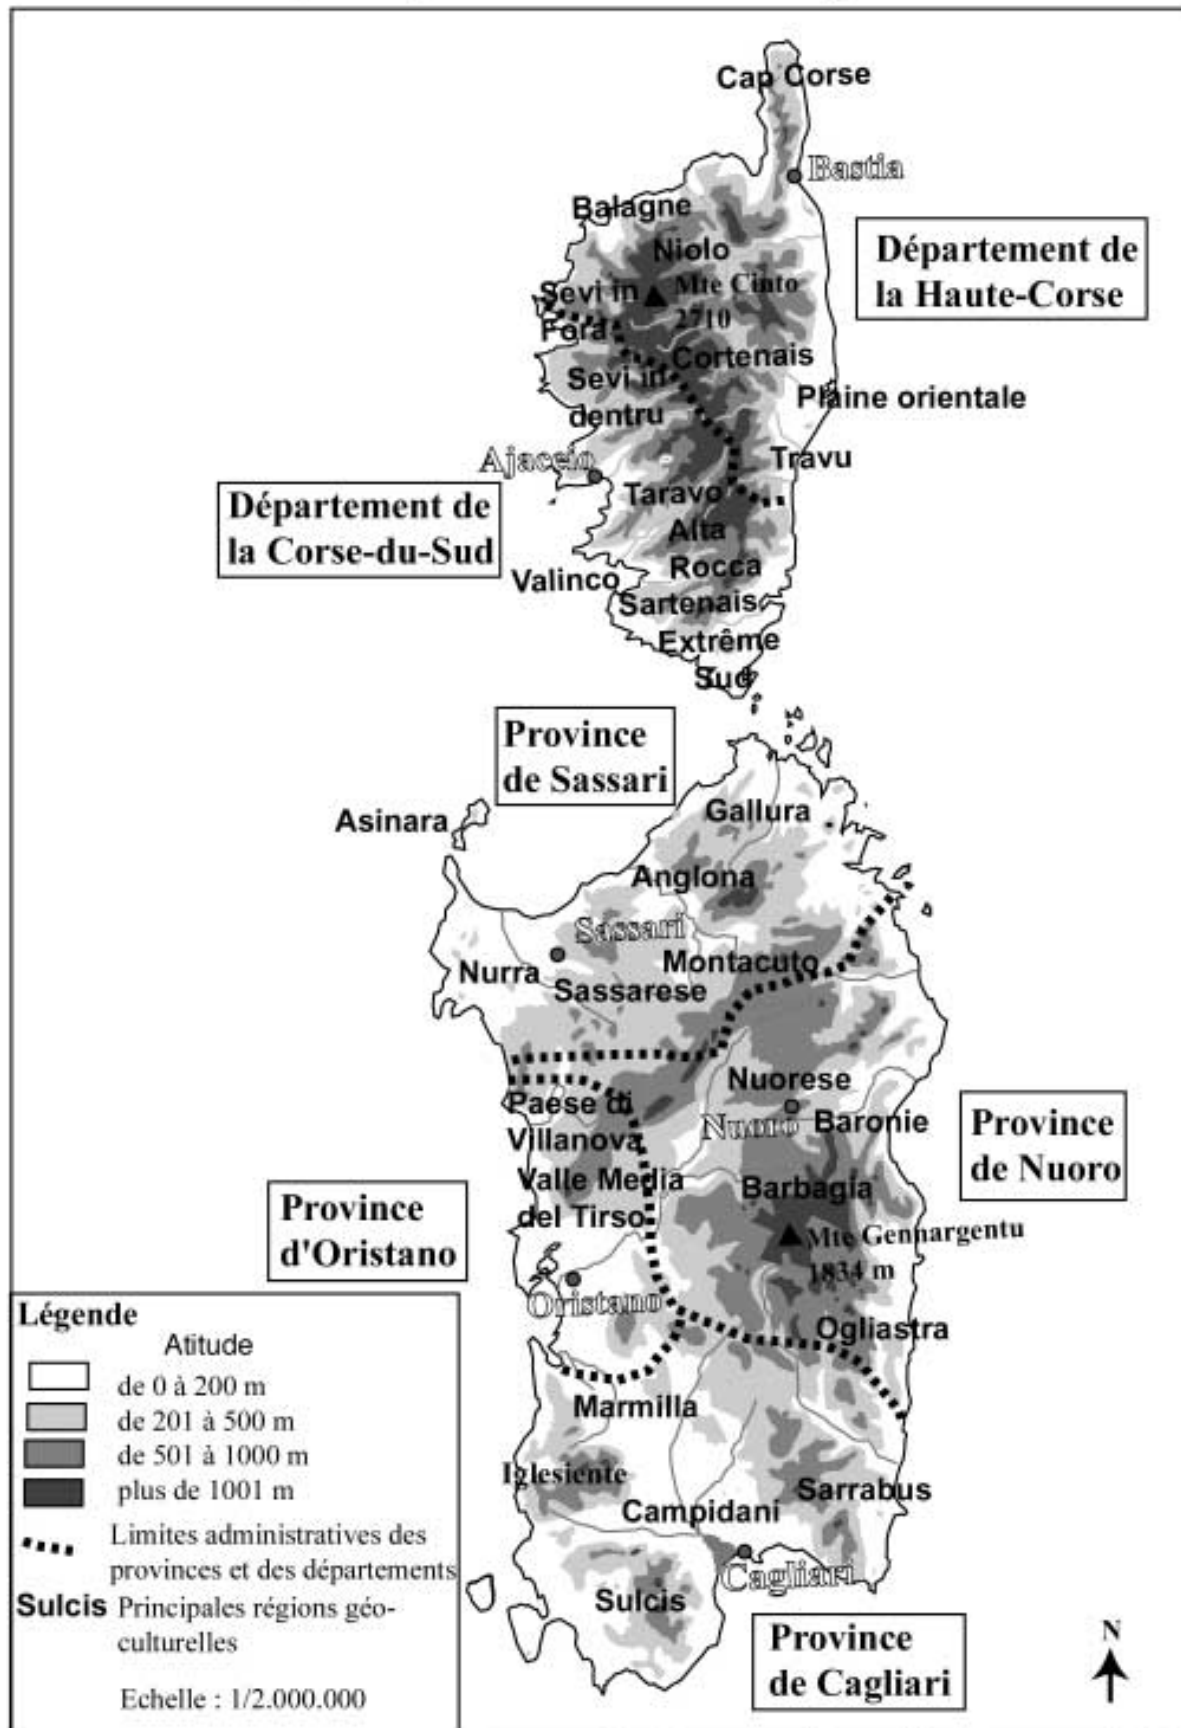 Cap Corse
Bastia
Balagne
Département de
la Haute-Corse
Niolo
Sevi in
Fora
Mte Cinto
2710
Cortenais
Sevi in
dentru
Plaine orientale
Ajaccio
Travu
Département de
la Corse-du-Sud
Taravo
Alta
Rocca
Valinco
Sartenais
Extrême
Sud
Province
de Sassari
Asinara
Gallura
Anglona
Sassari
Nurra
Montacuto
Sassarese
Nuorese
Paese di
Villanova
Nuoro
Baronie
Province
de Nuoro
Valle Media
del Tirso
Barbagia
Province
d'Oristano
Mte Gennargentu
1834 m
Oristano
Ogliastra
Marmilla
Iglesiente
Campidani
Sarrabus
Cagliari
Sulcis
Province
de Cagliari
N
Légende
Atitude
de 0 à 200 m
de 201 à 500 m
de 501 à 1000 m
plus de 1001 m
Limites administratives des
provinces et des départements
Sulcis Principales régions géo-
culturelles
Echelle : 1/2.000.000